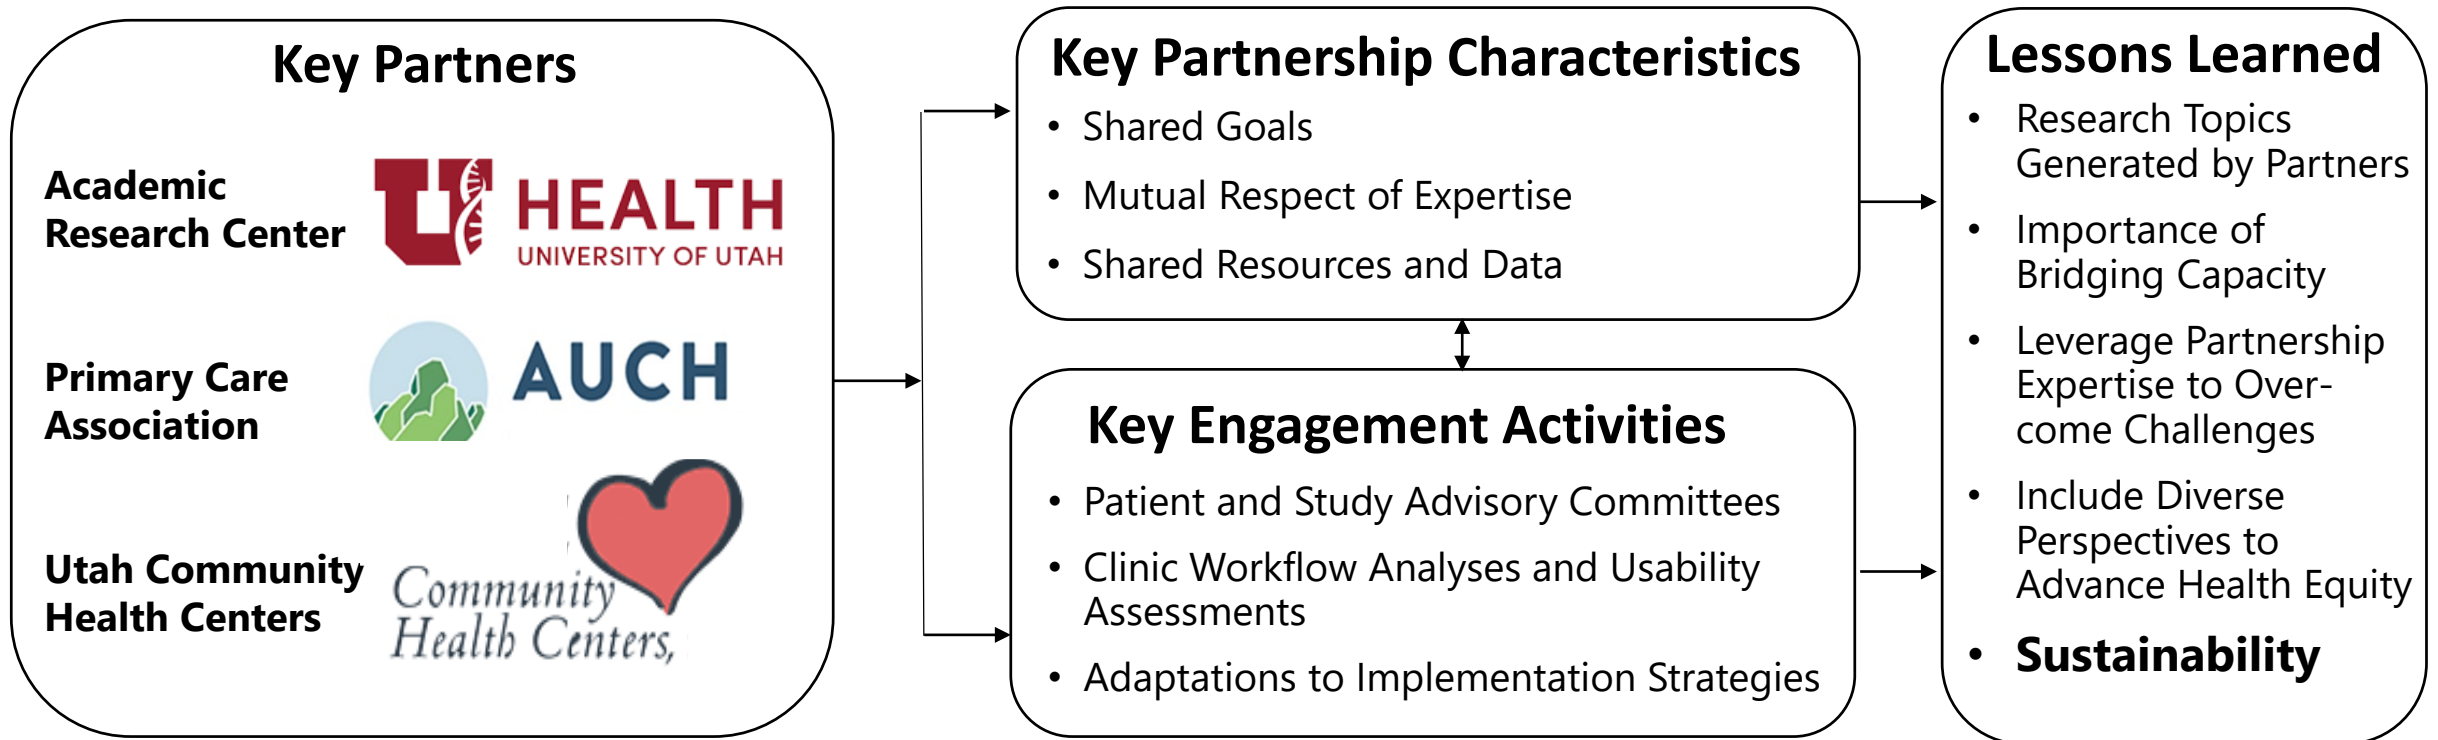 Key Partners
Academic
Research Center
HEALTH
UNIVERSITY OF UTAH
Primary Care
Association
AUCH
Utah Community
Health Centers
Community
Health Centers,
Key Partnership Characteristics
• Shared Goals
• Mutual Respect of Expertise
• Shared Resources and Data
Key Engagement Activities
• Patient and Study Advisory Committees
• Clinic Workflow Analyses and Usability
Assessments
• Adaptations to Implementation Strategies
Lessons Learned
• Research Topics
Generated by Partners
• Importance of
Bridging Capacity
• Leverage Partnership
Expertise to Over-
come Challenges
• Include Diverse
Perspectives to
Advance Health Equity
• Sustainability